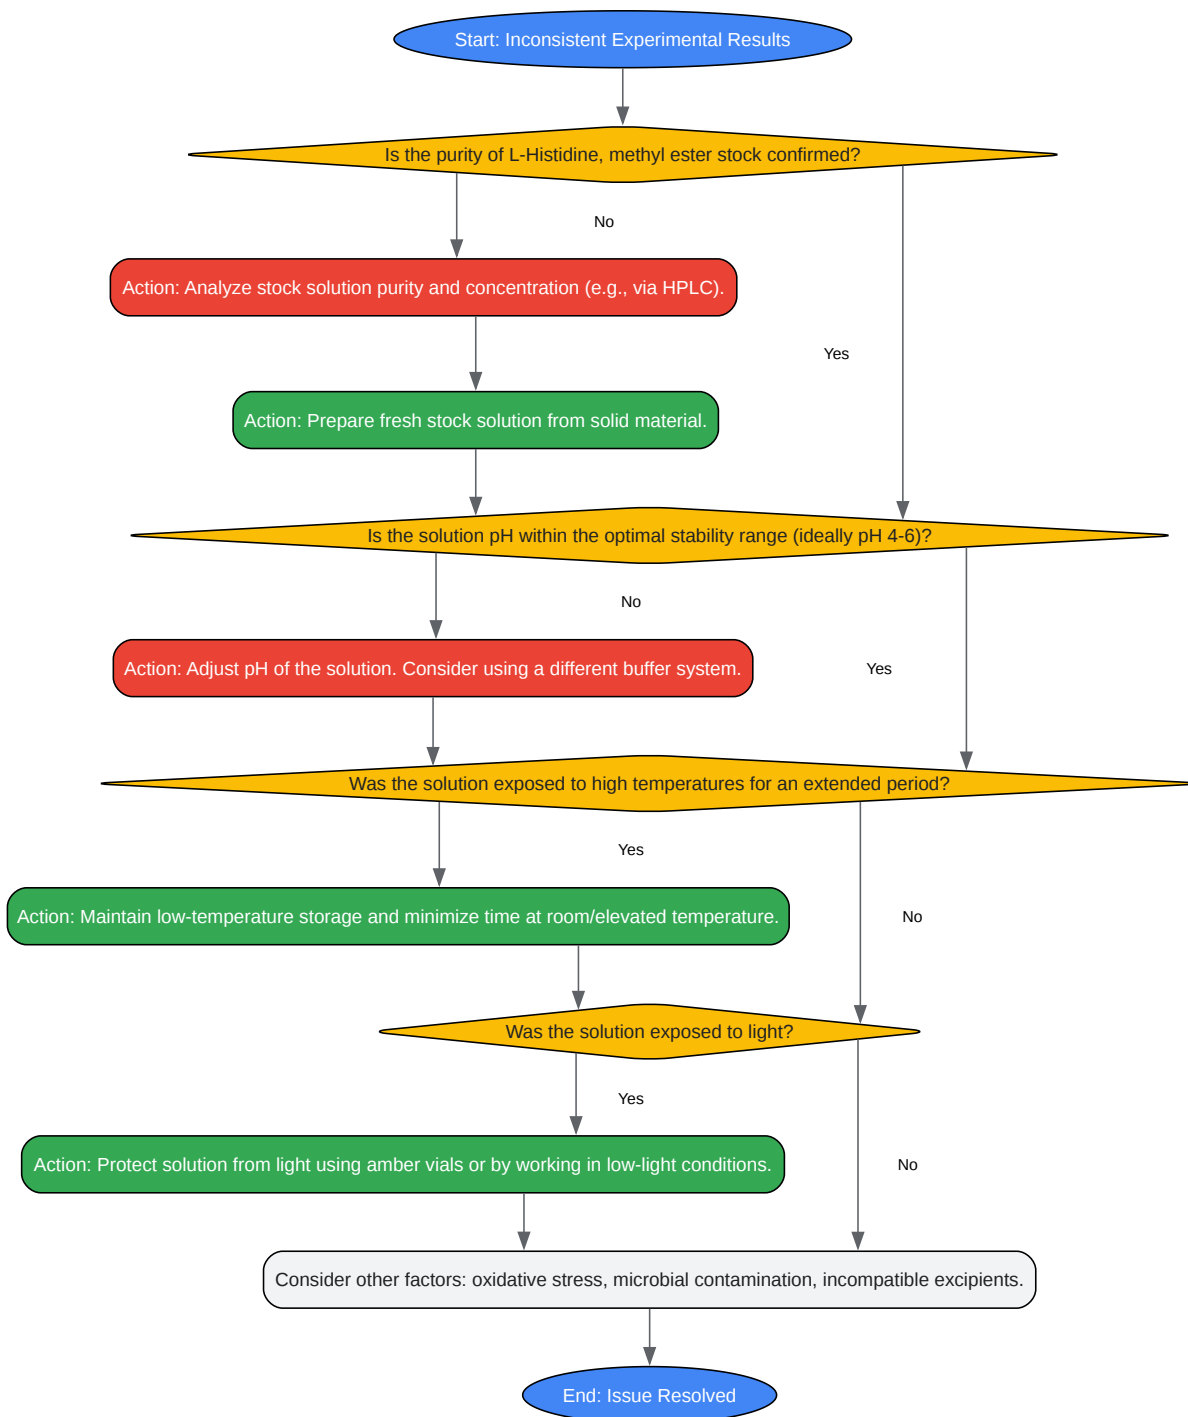 Start: Inconsistent Experimental Results
Is the purity of L-Histidine, methyl ester stock confirmed?
No
Action: Analyze stock solution purity and concentration (e.g., via HPLC).
Yes
Action: Prepare fresh stock solution from solid material.
Is the solution pH within the optimal stability range (ideally pH 4-6)?
No
Action: Adjust pH of the solution. Consider using a different buffer system.
Yes
Was the solution exposed to high temperatures for an extended period?
Yes
Action: Maintain low-temperature storage and minimize time at room/elevated temperature.
No
Was the solution exposed to light?
Yes
Action: Protect solution from light using amber vials or by working in low-light conditions.
No
Consider other factors: oxidative stress, microbial contamination, incompatible excipients.
End: Issue Resolved